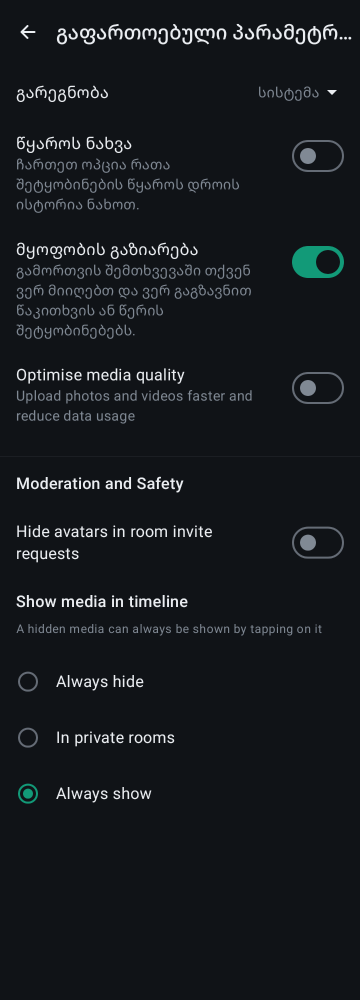 გაფართოებული პარამეტრ...
გარეგნობა
სისტემა
წყაროს ნახვა
ჩართეთ ოპცია რათა
შეტყობინების წყაროს დროის
ისტორია ნახოთ.
მყოფობის გაზიარება
გამორთვის შემთხვევაში თქვენ
ვერ მიიღებთ და ვერ გაგზავნით
წაკითხვის ან წერის
შეტყობინებებს.
Optimise media quality
Upload photos and videos faster and
reduce data usage
Moderation and Safety
Hide avatars in room invite
requests
Show media in timeline
A hidden media can always be shown by tapping on it
Always hide
In private rooms
Always show